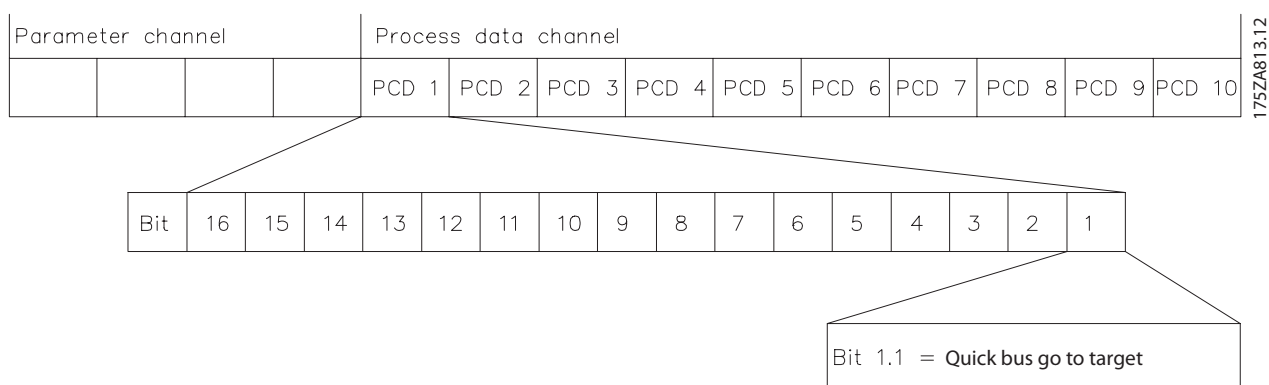 Parameter channel Process data channel
PCD 1 PCD 2 PCD 3 PCD 4 PCD 5 PCD 6 PCD 7 PCD 8 PCD 9 PCD 10
175ZA813.12
Bit 16 15 14 13 12 11 10 9 8 7 6 5 4 3 2 1
Bit 1.1 = Quick bus go to target